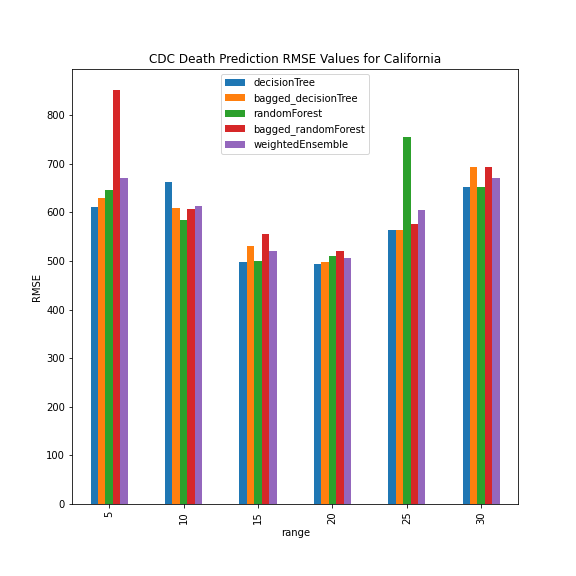 CDC Death Prediction RMSE Values for California
decisionTree
bagged_decisionTree
randomForest
bagged_randomForest
weightedEnsemble
800
700
600
500
400
300
200
100
0
RMSE
5 10 15 20 25 30
range